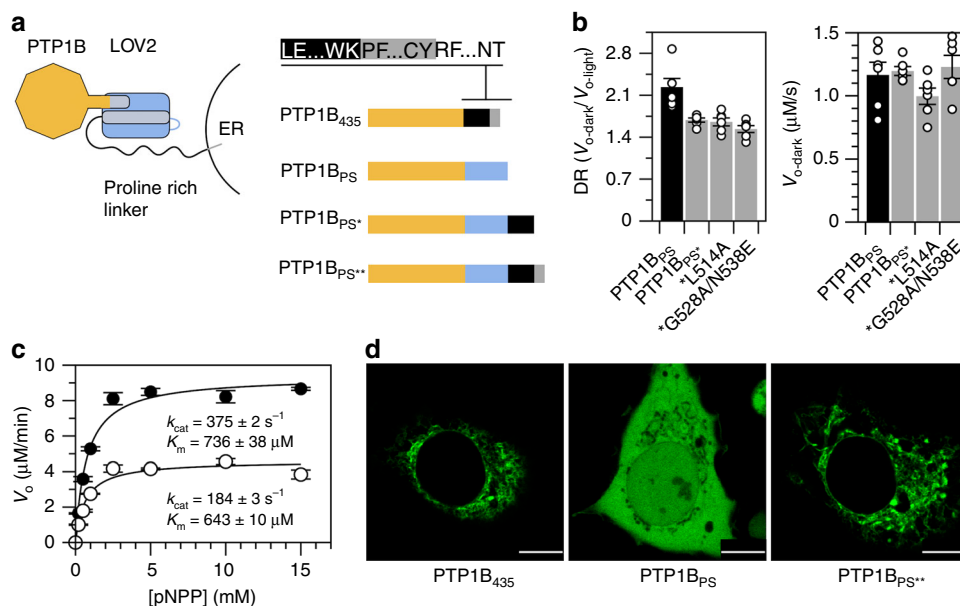 a
PTP1B LOV2
ER
Proline rich
linker
LE...WKPF...CYRF...NT
PTP1B435
PTP1BPS
PTP1BPS*
PTP1BPS**
b
DR (Vo-dark/Vo-light)
2.8
2.1
1.4
0.7
0
PTP1BPS
PTP1BPS*
*L514A
*G528A/N538E
Vo-dark (μM/s)
1.5
1.0
0.5
0
PTP1BPS
PTP1BPS*
*L514A
*G528A/N538E
c
Vo (μM/min)
10
8
6
4
2
0
kcat = 375 ± 2 s−1
Km = 736 ± 38 μM
kcat = 184 ± 3 s−1
Km = 643 ± 10 μM
0 5 10 15
[pNPP] (mM)
d
PTP1B435
PTP1BPS
PTP1BPS**